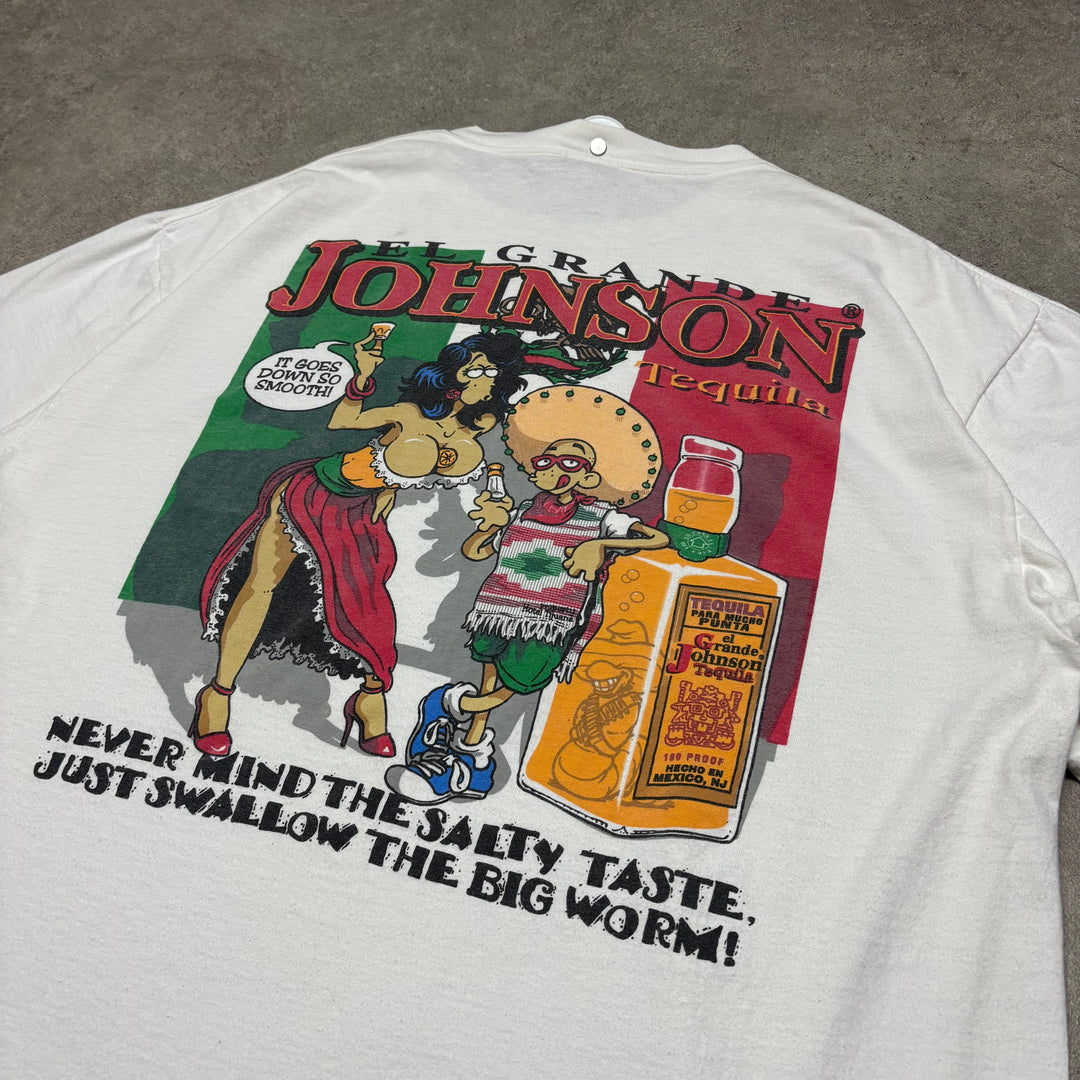 EL GRANDE
JOHNSON®
Tequila
IT GOES
DOWN SO
SMOOTH!
TEQUILA
PARA MUCHO
PUNTA
el
Grande
Johnson
Tequila
186 PROOF
HECHO EN
MEXICO, NJ
NEVER MIND THE SALTY TASTE,
JUST SWALLOW THE BIG WORM!